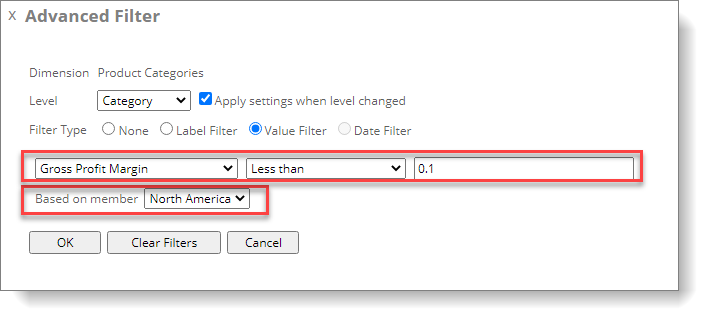 x Advanced Filter
Dimension Product Categories
Level Category Apply settings when level changed
Filter Type None Label Filter Value Filter Date Filter
Gross Profit Margin Less than 0.1
Based on member North America
OK Clear Filters Cancel